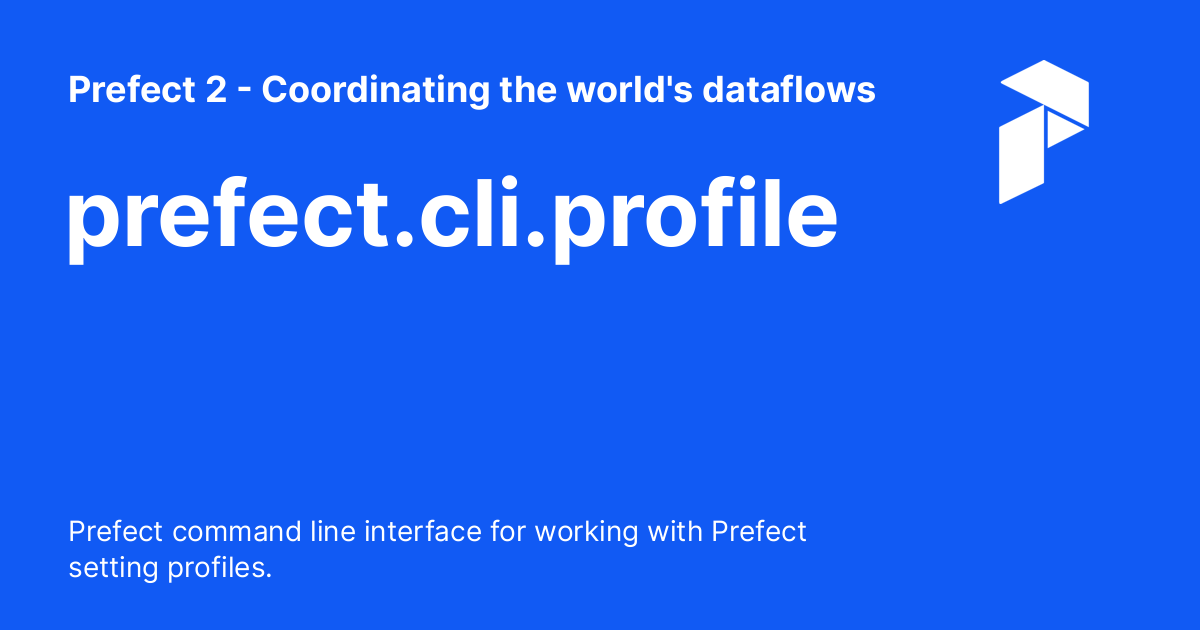 Prefect 2 - Coordinating the world's dataflows
prefect.cli.profile
Prefect command line interface for working with Prefect
setting profiles.